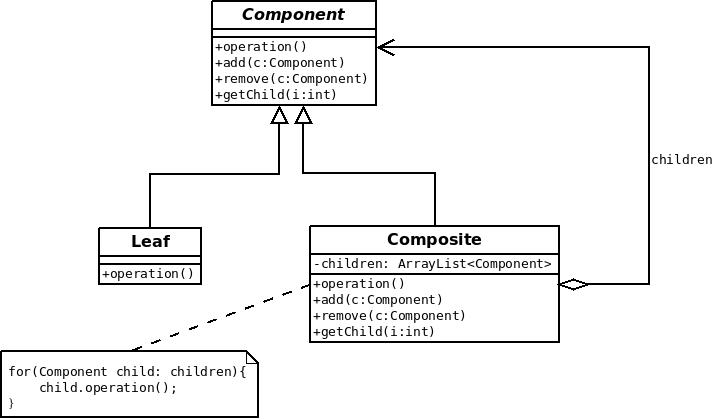 Component
+operation()
+add(c:Component)
+remove(c:Component)
+getChild(i:int)
children
Leaf
+operation()
Composite
-children: ArrayList<Component>
+operation()
+add(c:Component)
+remove(c:Component)
+getChild(i:int)
for(Component child: children){
    child.operation();
}